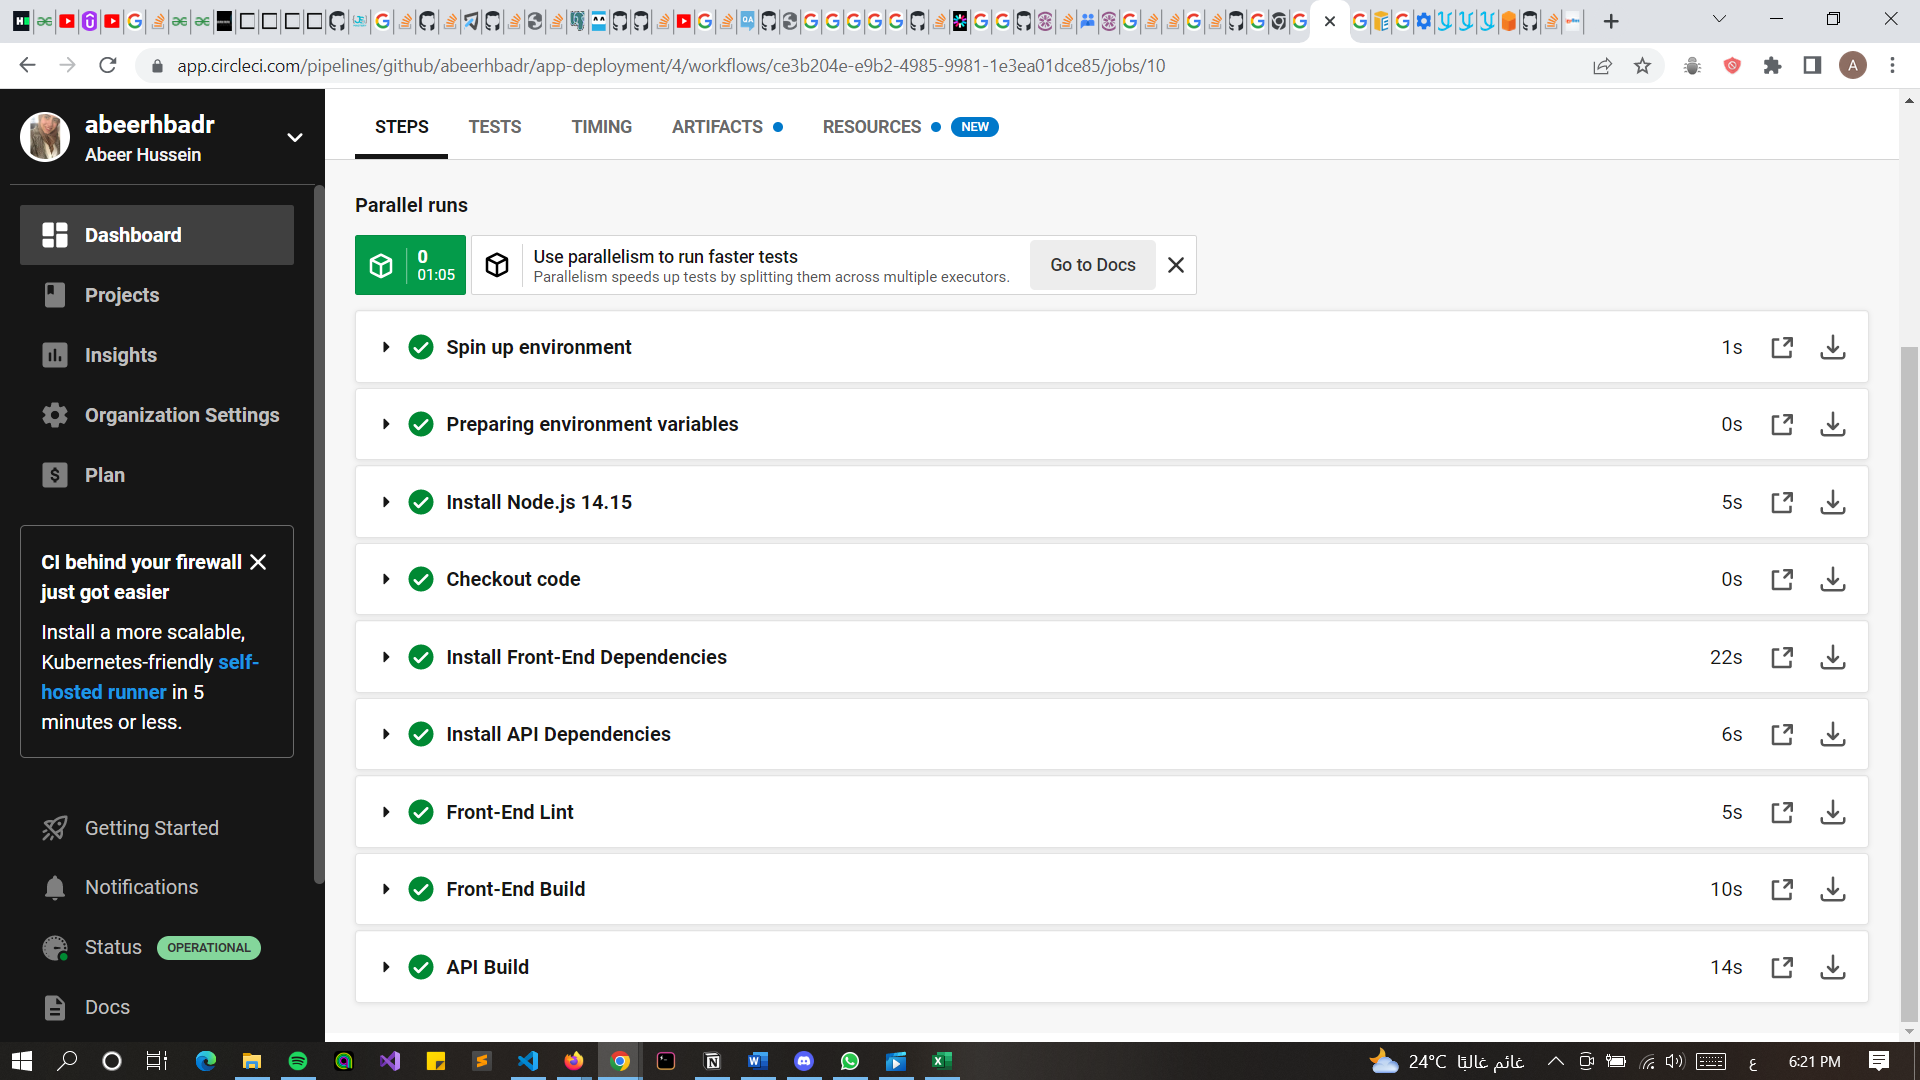 app.circleci.com/pipelines/github/abeerhbadr/app-deployment/4/workflows/ce3b204e-e9b2-4985-9981-1e3ea01dce85/jobs/10
A
abeerhbadr
Abeer Hussein
Dashboard
Projects
Insights
Organization Settings
Plan
CI behind your firewall
just got easier
Install a more scalable,
Kubernetes-friendly self-
hosted runner in 5
minutes or less.
Getting Started
Notifications
Status OPERATIONAL
Docs
STEPS TESTS TIMING ARTIFACTS RESOURCES NEW
Parallel runs
0
01:05
Use parallelism to run faster tests
Parallelism speeds up tests by splitting them across multiple executors.
Go to Docs
Spin up environment 1s
Preparing environment variables 0s
Install Node.js 14.15 5s
Checkout code 0s
Install Front-End Dependencies 22s
Install API Dependencies 6s
Front-End Lint 5s
Front-End Build 10s
API Build 14s
24°C غائم غالبًا
ع
6:21 PM